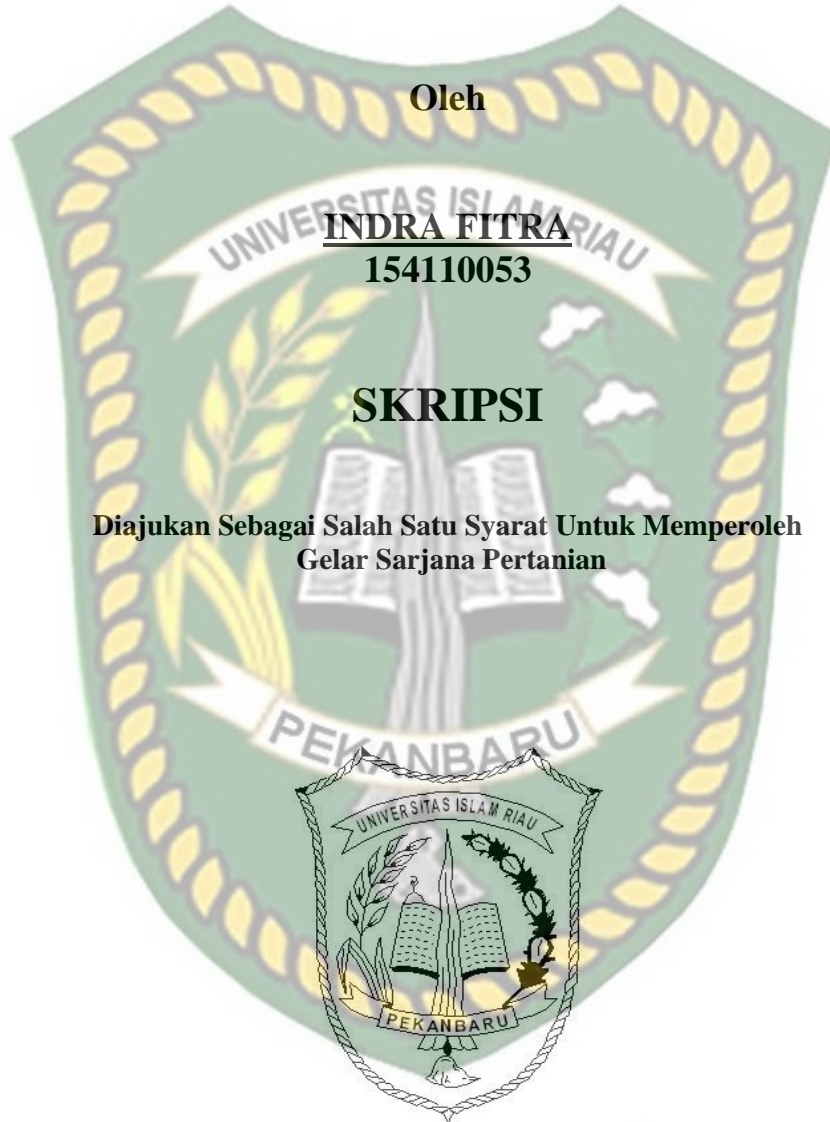 Oleh
UNIVERSITAS ISLAM RIAU
INDRA FITRA
154110053
SKRIPSI
Diajukan Sebagai Salah Satu Syarat Untuk Memperoleh
Gelar Sarjana Pertanian
PEKANBARU
UNIVERSITAS ISLAM RIAU
PEKANBARU